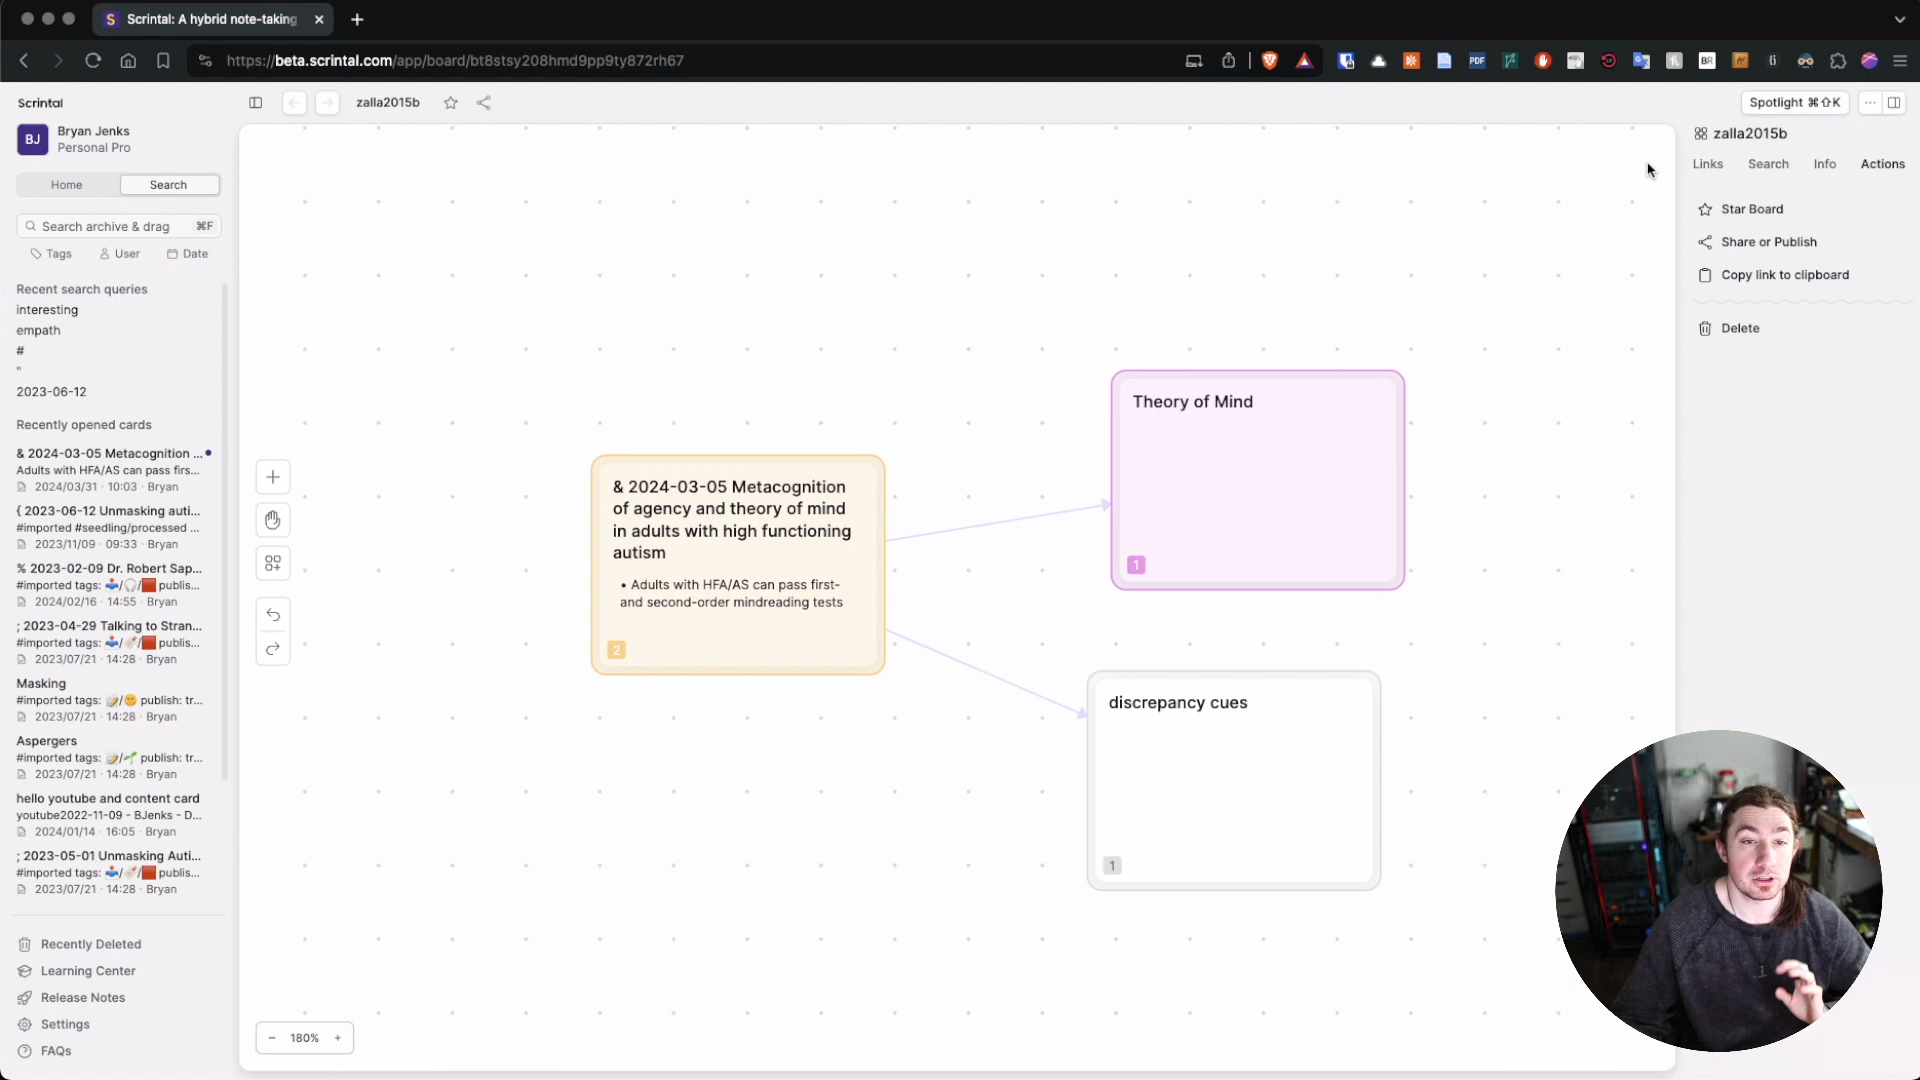 Scrintal: A hybrid note-taking
https://beta.scrintal.com/app/board/bt8stsy208hmd9pp9ty872rh67
Scrintal
BJ
Bryan Jenks
Personal Pro
Home
Search
Search archive & drag
⌘F
Tags
User
Date
Recent search queries
interesting
empath
#
"
2023-06-12
Recently opened cards
& 2024-03-05 Metacognition ...
Adults with HFA/AS can pass firs...
2024/03/31 · 10:03 · Bryan
{ 2023-06-12 Unmasking auti...
#imported #seedling/processed ...
2023/11/09 · 09:33 · Bryan
% 2023-02-09 Dr. Robert Sap...
#imported tags: 📥/🎧/🟥 publis...
2024/02/16 · 14:55 · Bryan
; 2023-04-29 Talking to Stran...
#imported tags: 📥/🗞️/🟥 publis...
2023/07/21 · 14:28 · Bryan
Masking
#imported tags: 📝/🌞 publish: tr...
2023/07/21 · 14:28 · Bryan
Aspergers
#imported tags: 📝/🌱 publish: tr...
2023/07/21 · 14:28 · Bryan
hello youtube and content card
youtube2022-11-09 - BJenks - D...
2024/01/14 · 16:05 · Bryan
; 2023-05-01 Unmasking Auti...
#imported tags: 📥/🗞️/🟥 publis...
2023/07/21 · 14:28 · Bryan
Recently Deleted
Learning Center
Release Notes
Settings
FAQs
zalla2015b
& 2024-03-05 Metacognition
of agency and theory of mind
in adults with high functioning
autism
• Adults with HFA/AS can pass first-
and second-order mindreading tests
2
Theory of Mind
1
discrepancy cues
1
− 180% +
Spotlight ⌘⇧K
zalla2015b
Links
Search
Info
Actions
Star Board
Share or Publish
Copy link to clipboard
Delete
PDF
BR